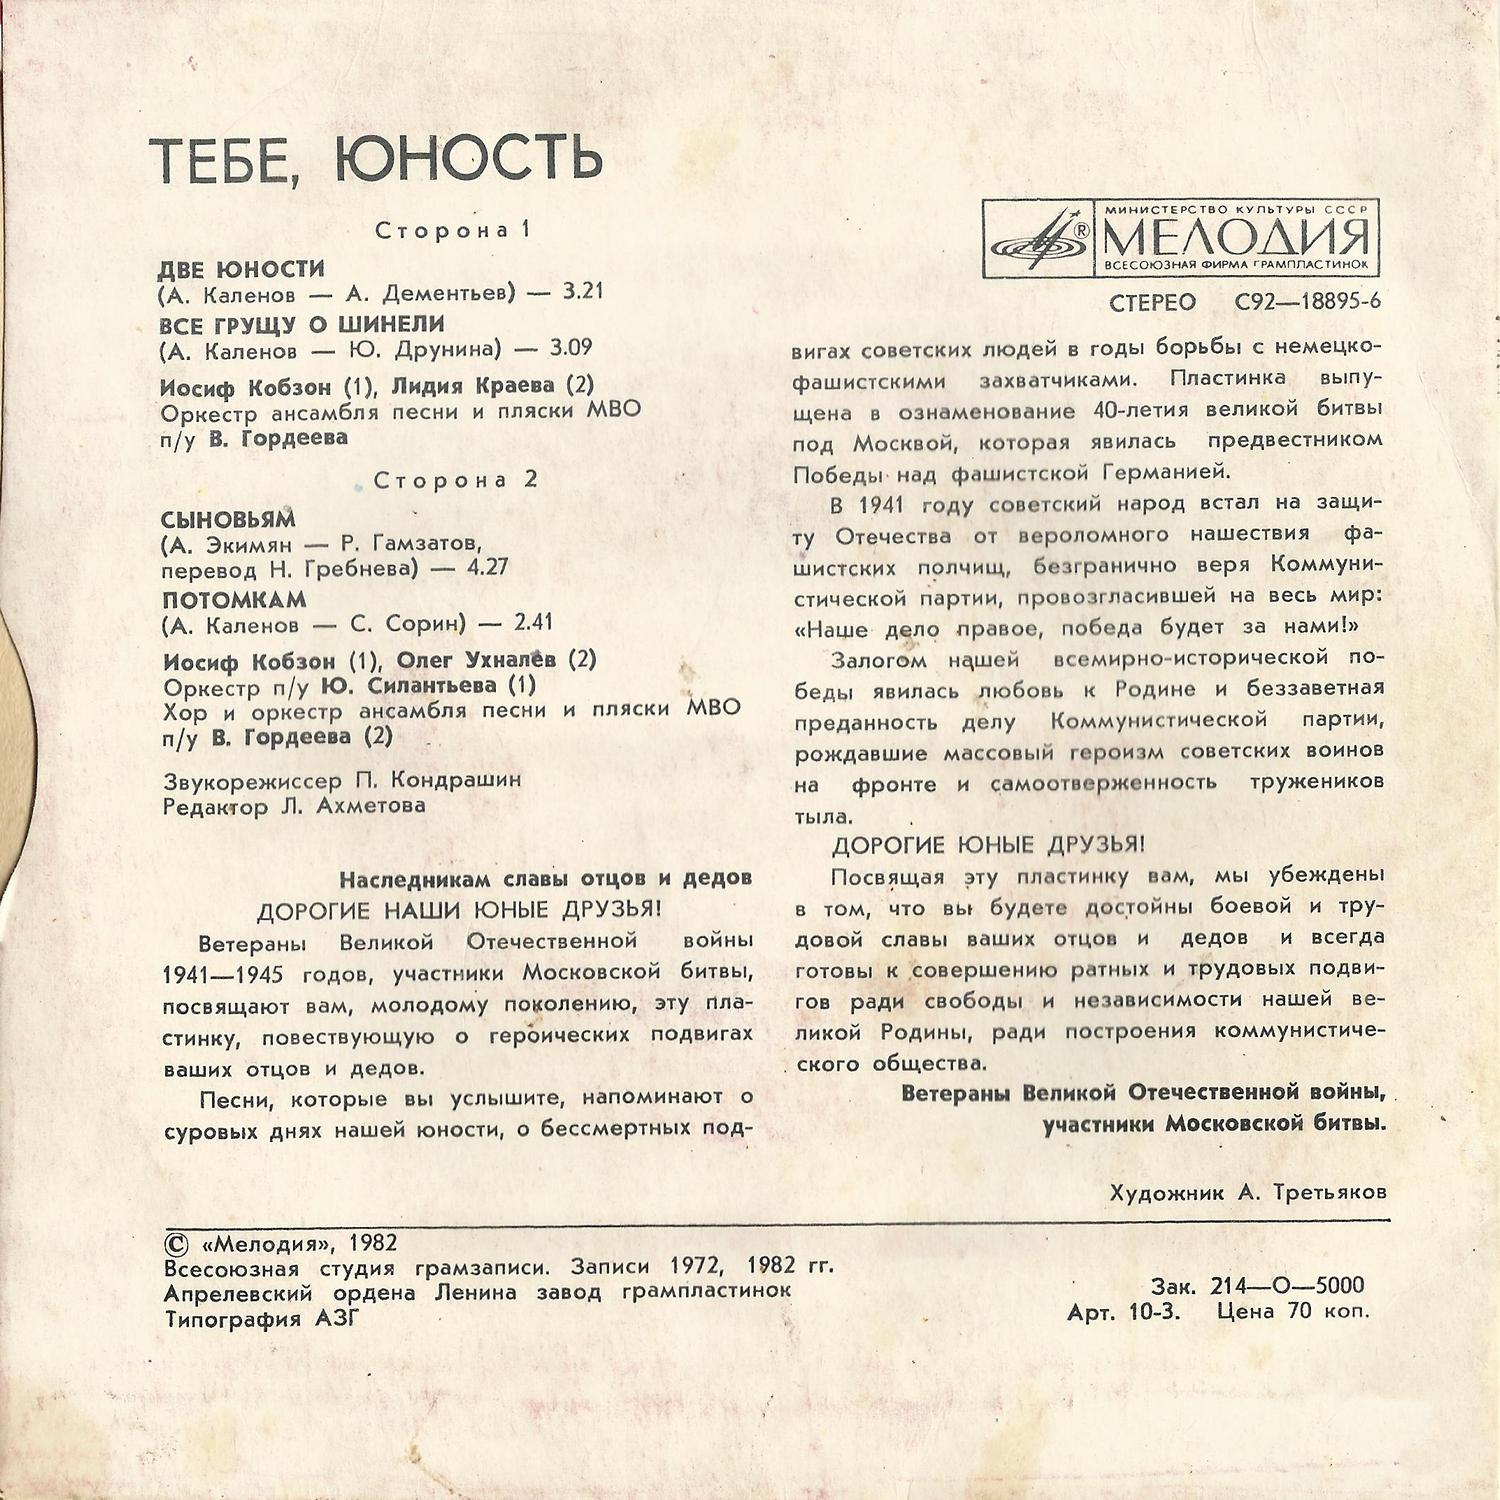 ТЕБЕ, ЮНОСТЬ
Сторона 1
ДВЕ ЮНОСТИ
(А. Каленов — А. Дементьев) — 3.21
ВСЕ ГРУЩУ О ШИНЕЛИ
(А. Каленов — Ю. Друнина) — 3.09
Иосиф Кобзон (1), Лидия Краева (2)
Оркестр ансамбля песни и пляски МВО
п/у В. Гордеева
Сторона 2
СЫНОВЬЯМ
(А. Экимян — Р. Гамзатов,
перевод Н. Гребнева) — 4.27
ПОТОМКАМ
(А. Каленов — С. Сорин) — 2.41
Иосиф Кобзон (1), Олег Ухналёв (2)
Оркестр п/у Ю. Силантьева (1)
Хор и оркестр ансамбля песни и пляски МВО
п/у В. Гордеева (2)
Звукорежиссер П. Кондрашин
Редактор Л. Ахметова
Наследникам славы отцов и дедов
ДОРОГИЕ НАШИ ЮНЫЕ ДРУЗЬЯ!
Ветераны Великой Отечественной войны
1941—1945 годов, участники Московской битвы,
посвящают вам, молодому поколению, эту пла-
стинку, повествующую о героических подвигах
ваших отцов и дедов.
Песни, которые вы услышите, напоминают о
суровых днях нашей юности, о бессмертных под-
МИНИСТЕРСТВО КУЛЬТУРЫ СССР
® МЕЛОДИЯ
ВСЕСОЮЗНАЯ ФИРМА ГРАМПЛАСТИНОК
СТЕРЕО С92—18895-6
вигах советских людей в годы борьбы с немецко-
фашистскими захватчиками. Пластинка выпу-
щена в ознаменование 40-летия великой битвы
под Москвой, которая явилась предвестником
Победы над фашистской Германией.
В 1941 году советский народ встал на защи-
ту Отечества от вероломного нашествия фа-
шистских полчищ, безгранично веря Коммуни-
стической партии, провозгласившей на весь мир:
«Наше дело правое, победа будет за нами!»
Залогом нашей всемирно-исторической по-
беды явилась любовь к Родине и беззаветная
преданность делу Коммунистической партии,
рождавшие массовый героизм советских воинов
на фронте и самоотверженность тружеников
тыла.
ДОРОГИЕ ЮНЫЕ ДРУЗЬЯ!
Посвящая эту пластинку вам, мы убеждены
в том, что вы будете достойны боевой и тру-
довой славы ваших отцов и дедов и всегда
готовы к совершению ратных и трудовых подви-
гов ради свободы и независимости нашей ве-
ликой Родины, ради построения коммунистиче-
ского общества.
Ветераны Великой Отечественной войны,
участники Московской битвы.
Художник А. Третьяков
© «Мелодия», 1982
Всесоюзная студия грамзаписи. Записи 1972, 1982 гг.
Апрелевский ордена Ленина завод грампластинок
Типография АЗГ
Зак. 214—О—5000
Арт. 10-3. Цена 70 коп.